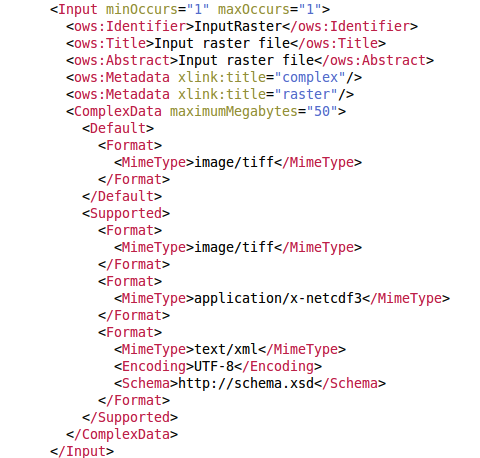 <Input minOccurs="1" maxOccurs="1">
<ows:Identifier>InputRaster</ows:Identifier>
<ows:Title>Input raster file</ows:Title>
<ows:Abstract>Input raster file</ows:Abstract>
<ows:Metadata xlink:title="complex"/>
<ows:Metadata xlink:title="raster"/>
<ComplexData maximumMegabytes="50">
<Default>
<Format>
<MimeType>image/tiff</MimeType>
</Format>
</Default>
<Supported>
<Format>
<MimeType>image/tiff</MimeType>
</Format>
<Format>
<MimeType>application/x-netcdf3</MimeType>
</Format>
<Format>
<MimeType>text/xml</MimeType>
<Encoding>UTF-8</Encoding>
<Schema>http://schema.xsd</Schema>
</Format>
</Supported>
</ComplexData>
</Input>